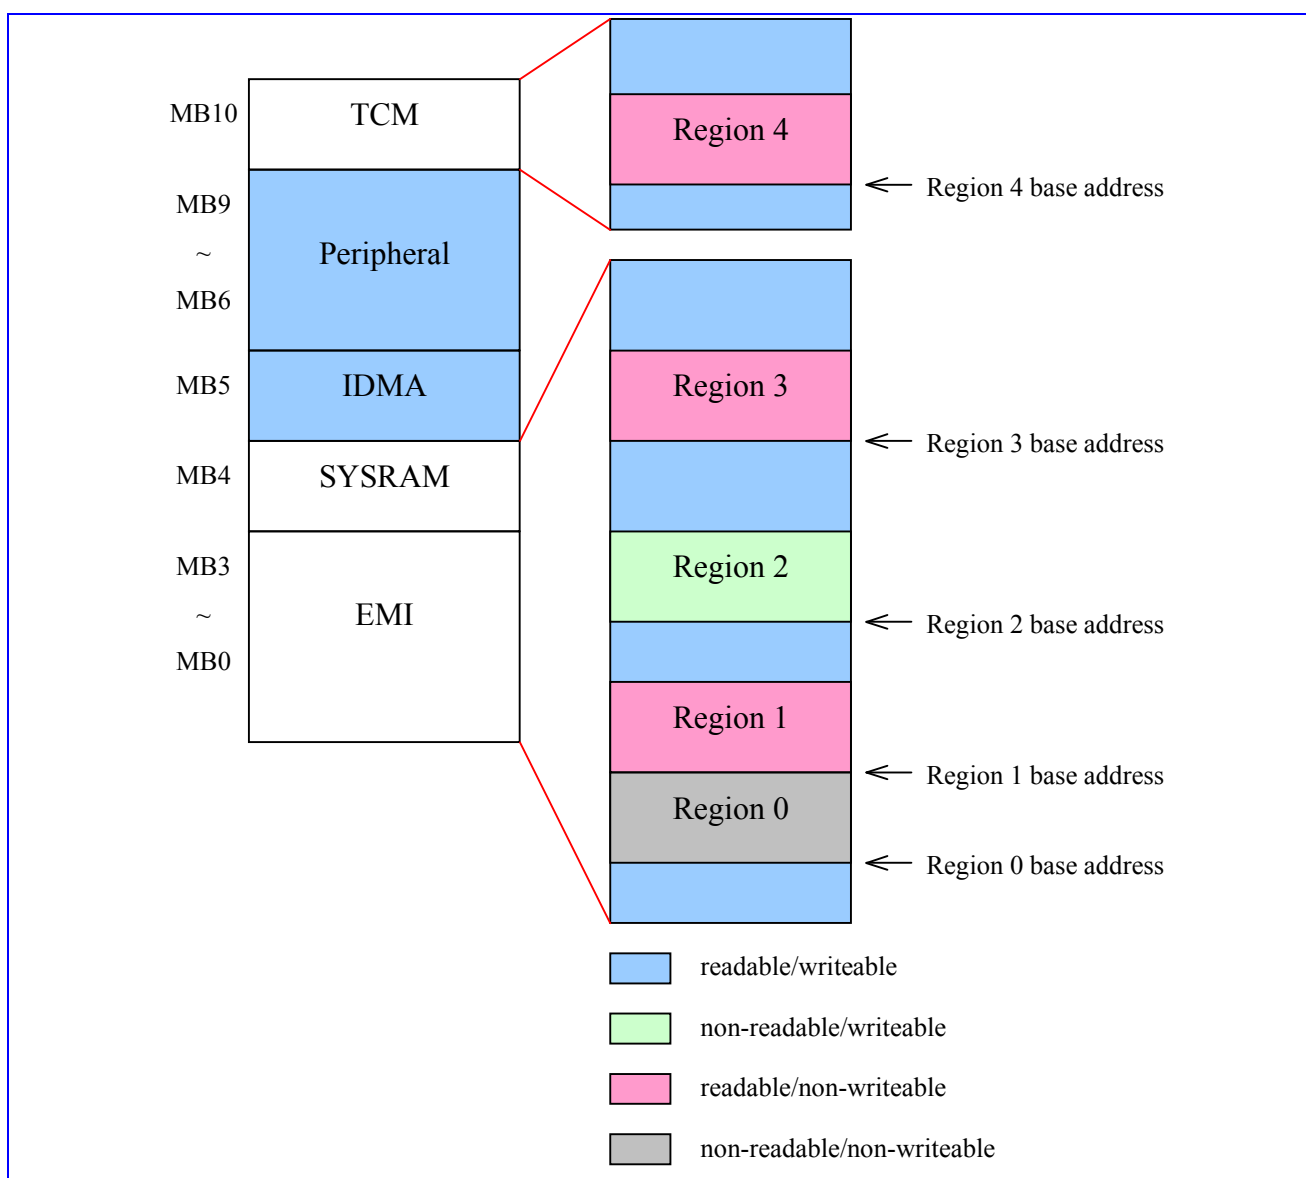 MB10
TCM
MB9
~
MB6
Peripheral
MB5
IDMA
MB4
SYSRAM
MB3
~
MB0
EMI
Region 4
Region 4 base address
Region 3
Region 3 base address
Region 2
Region 2 base address
Region 1
Region 1 base address
Region 0
Region 0 base address
readable/writeable
non-readable/writeable
readable/non-writeable
non-readable/non-writeable